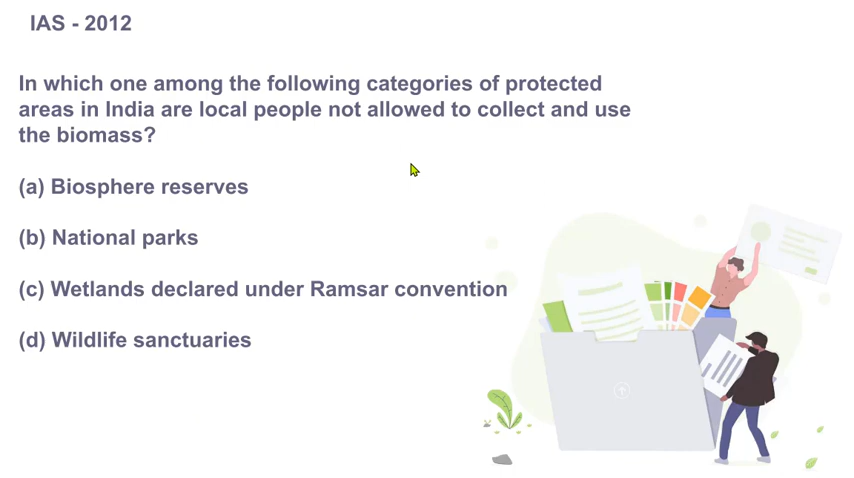 IAS - 2012
In which one among the following categories of protected
areas in India are local people not allowed to collect and use
the biomass?
(a) Biosphere reserves
(b) National parks
(c) Wetlands declared under Ramsar convention
(d) Wildlife sanctuaries